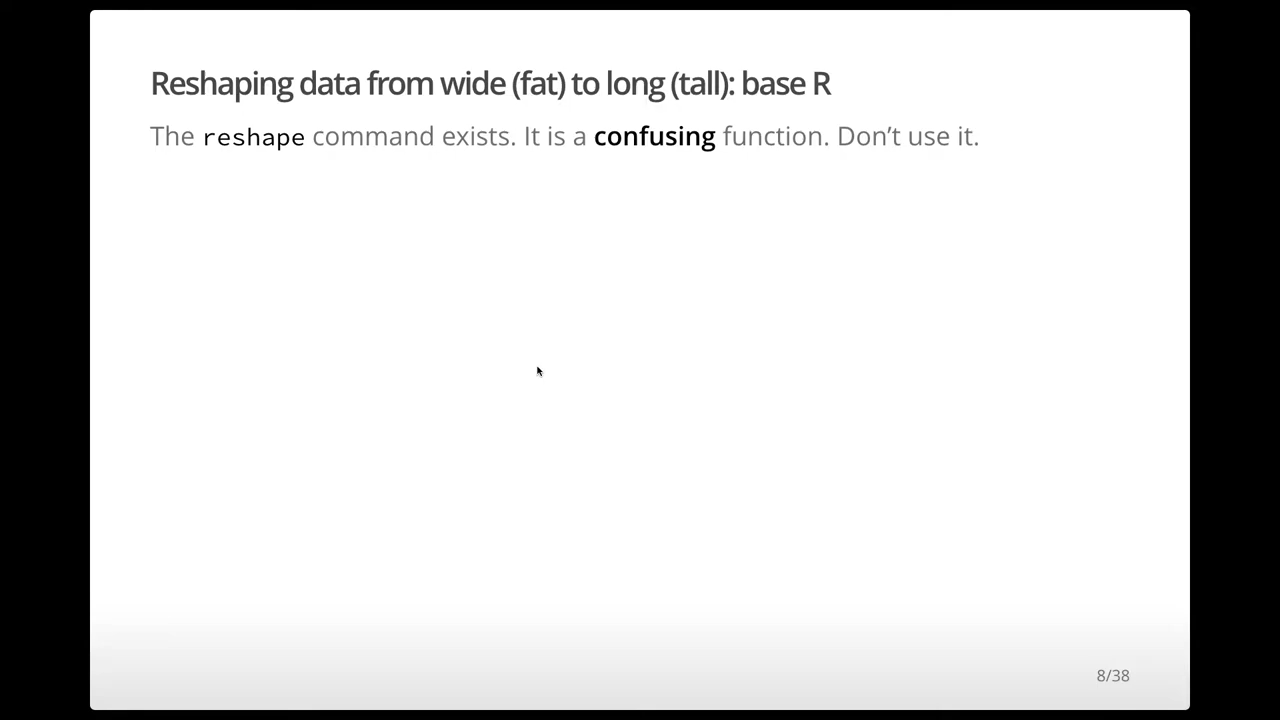 Reshaping data from wide (fat) to long (tall): base R
The reshape command exists. It is a confusing function. Don’t use it.
8/38